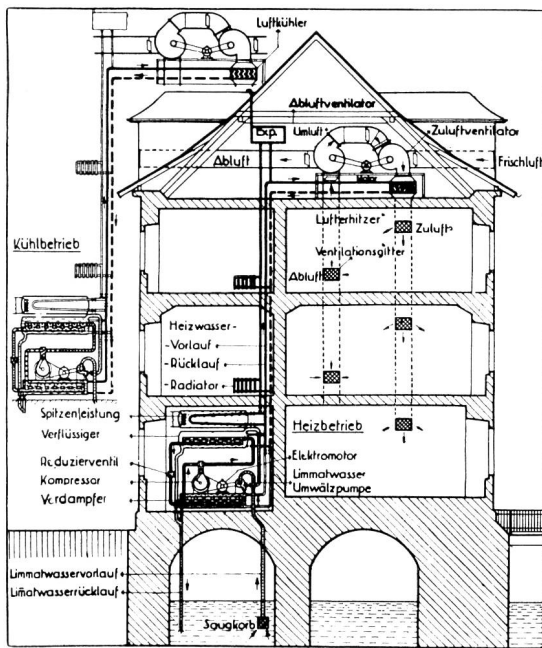 Luftkühler
Abluftventilator
Exp.
Umluft
Zuluftventilator
Abluft
Frischluft
Motor
Kühlbetrieb
Lufterhitzer
Zuluft
Ventilationsgitter
Abluft
Heizwasser-
-Vorlauf
-Rücklauf
-Radiator
Spitzenleistung
Heizbetrieb
Verflüssiger
Reduzierventil
Elektromotor
Kompressor
Limmatwasser
Umwälzpumpe
Verdampfer
Limmatwasservorlauf
Limatwasserrücklauf
Saugkorb